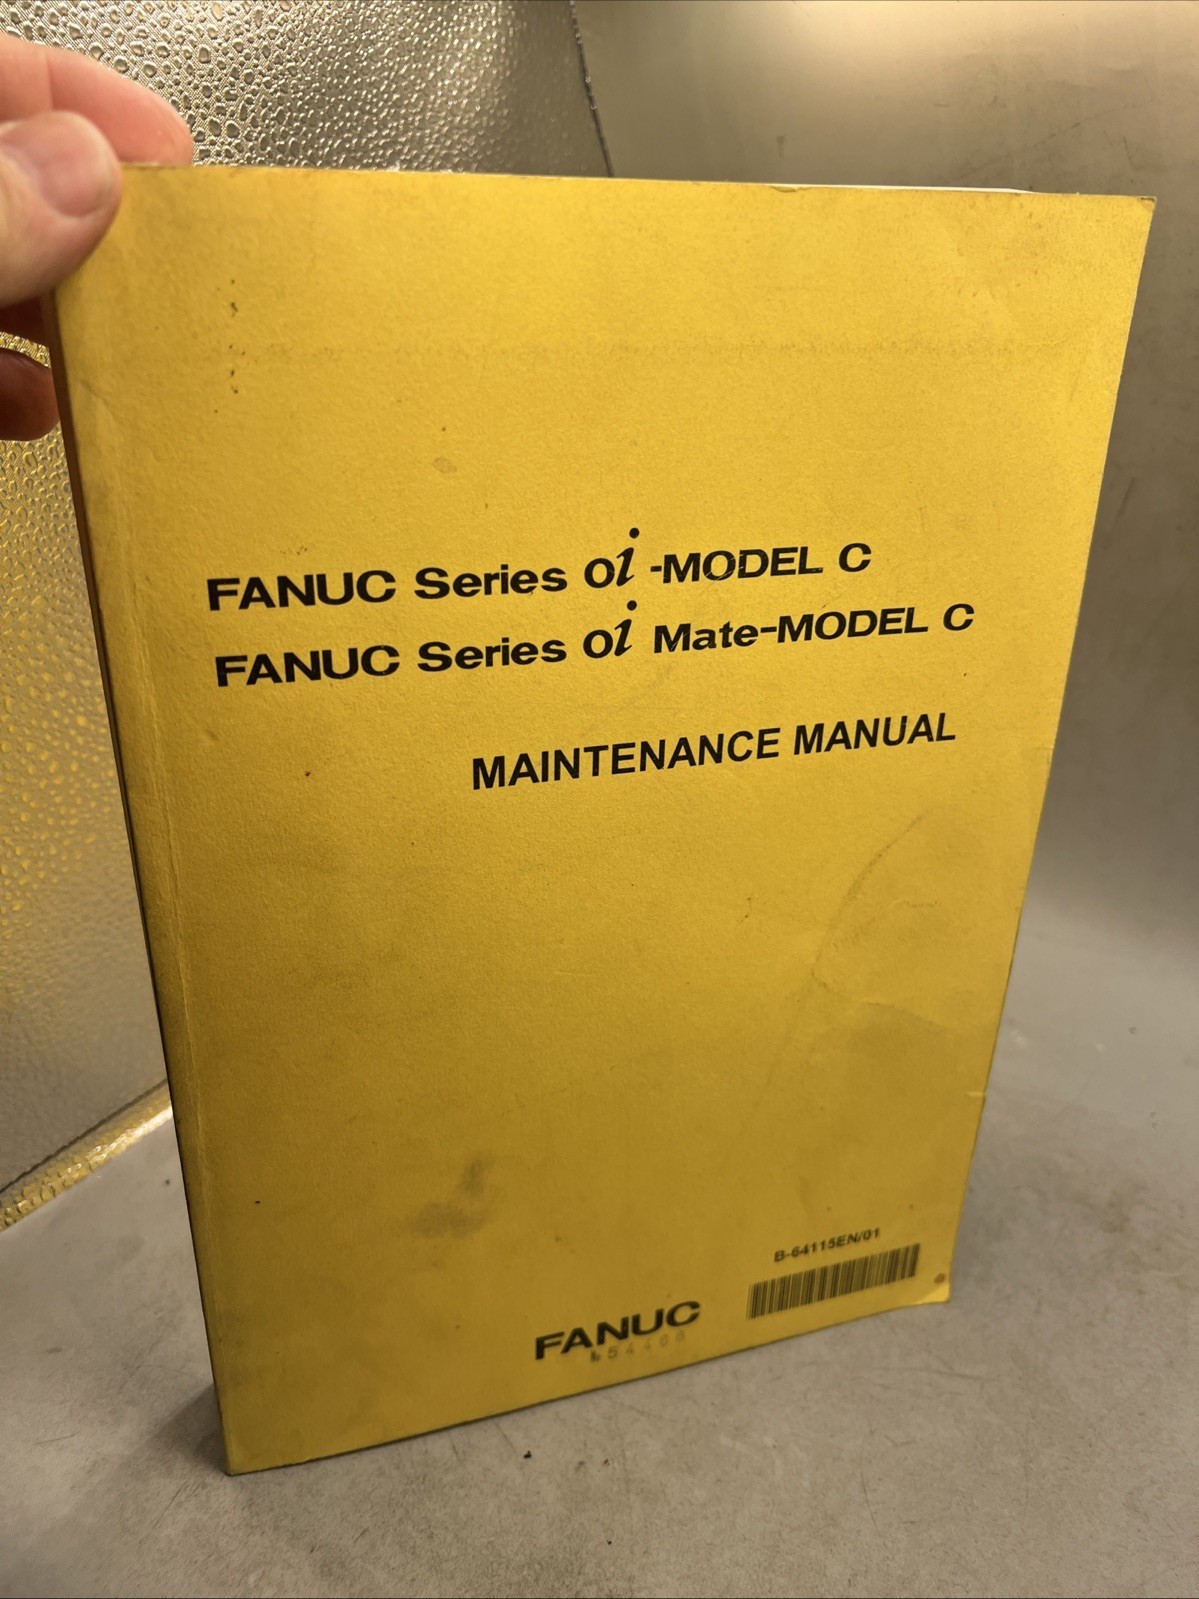 FANUC Series 0i-MODEL C
FANUC Series 0i Mate-MODEL C
MAINTENANCE MANUAL
B-64115EN/01
FANUC